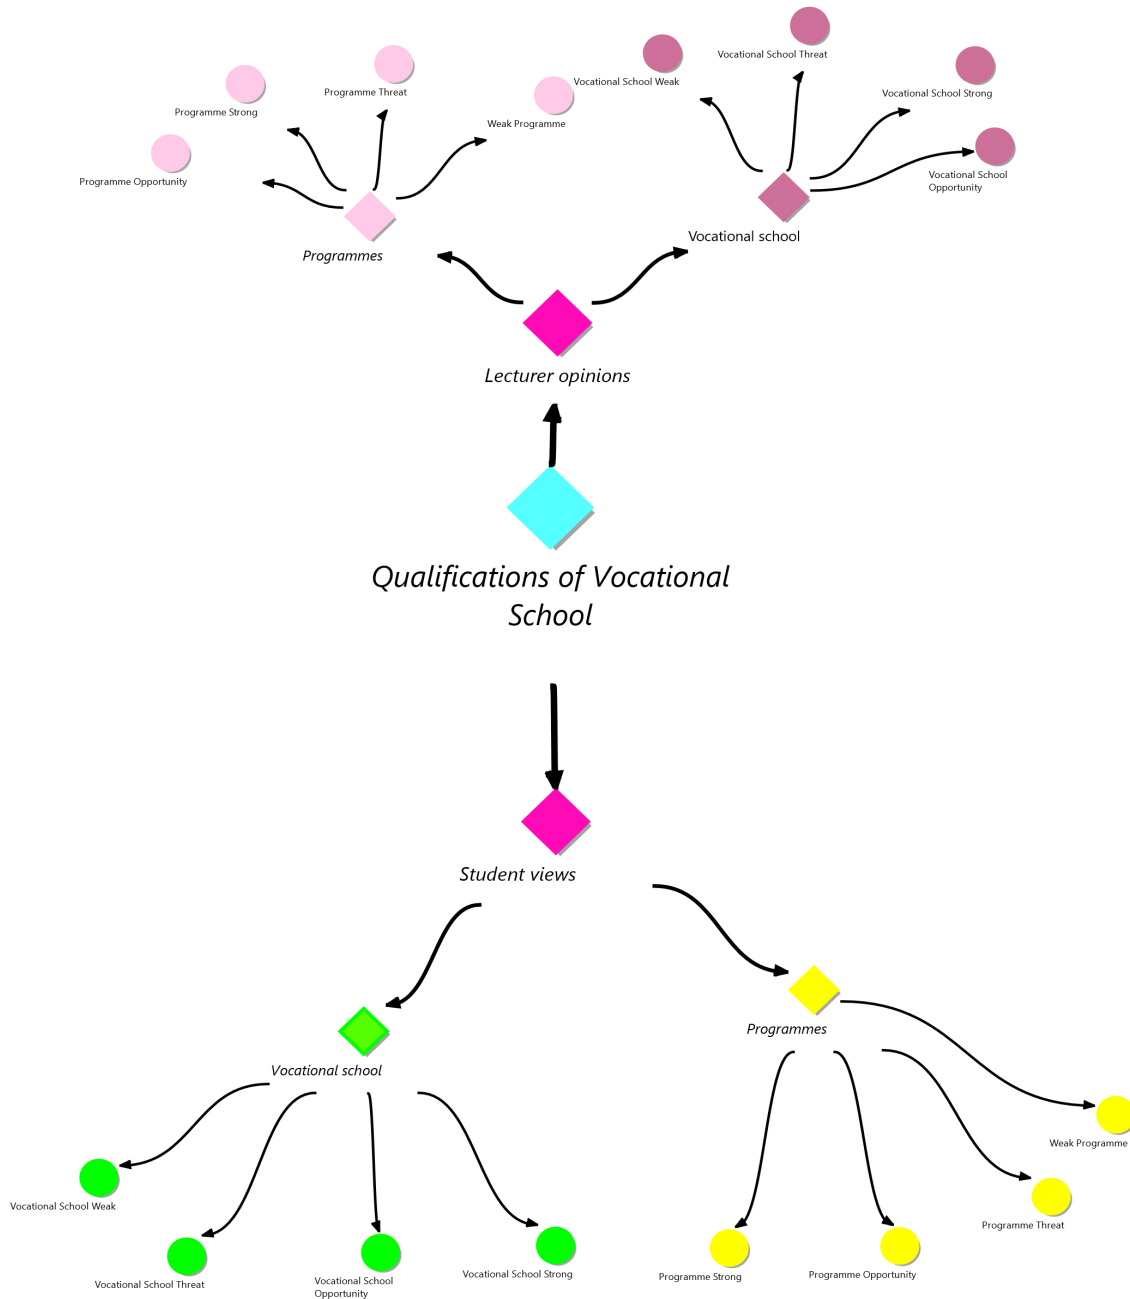 Vocational School Threat
Vocational School Weak
Programme Threat
Vocational School Strong
Programme Strong
Weak Programme
Programme Opportunity
Vocational School
Opportunity
Vocational school
Programmes
Lecturer opinions
Qualifications of Vocational
School
Student views
Programmes
Vocational school
Weak Programme
Vocational School Weak
Programme Threat
Vocational School Strong
Programme Strong
Programme Opportunity
Vocational School Threat
Vocational School
Opportunity